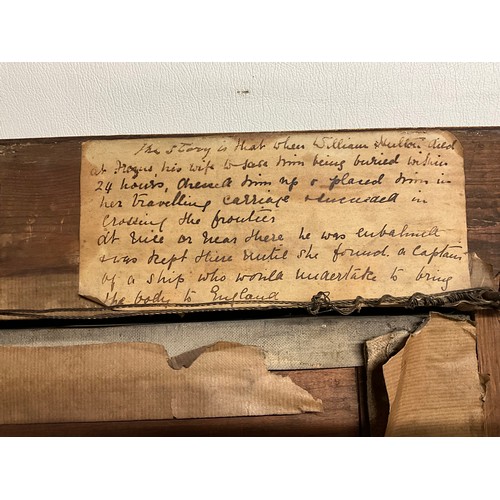 The story is that when William Hulton died
at Frejus his wife to save him being buried within
24 hours, dressed him up & placed him in
her travelling carriage & succeeded in
crossing the frontier
At Nice or near there he was embalmed
& was kept there until she found a captain
of a ship who would undertake to bring
the body to England